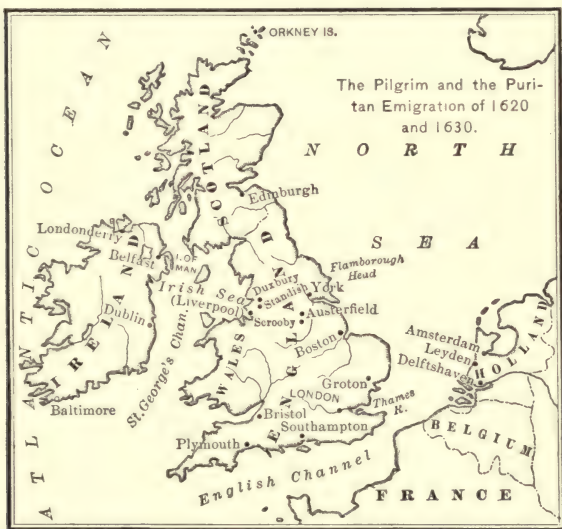 ORKNEY IS.
The Pilgrim and the Puri-
tan Emigration of 1620
and 1630.
ATLANTIC OCEAN
SCOTLAND
NORTH
SEA
Edinburgh
Londonderry
Belfast
I. OF
MAN
Flamborough
Head
Irish Sea
Duxbury
Standish
York
(Liverpool)
Scrooby
Austerfield
Dublin
IRELAND
St. George's Chan.
WALES
ENGLAND
Boston
Amsterdam
Leyden
Delftshaven
HOLLAND
Groton
Baltimore
LONDON
Thames
R.
Bristol
Southampton
Plymouth
BELGIUM
English Channel
FRANCE